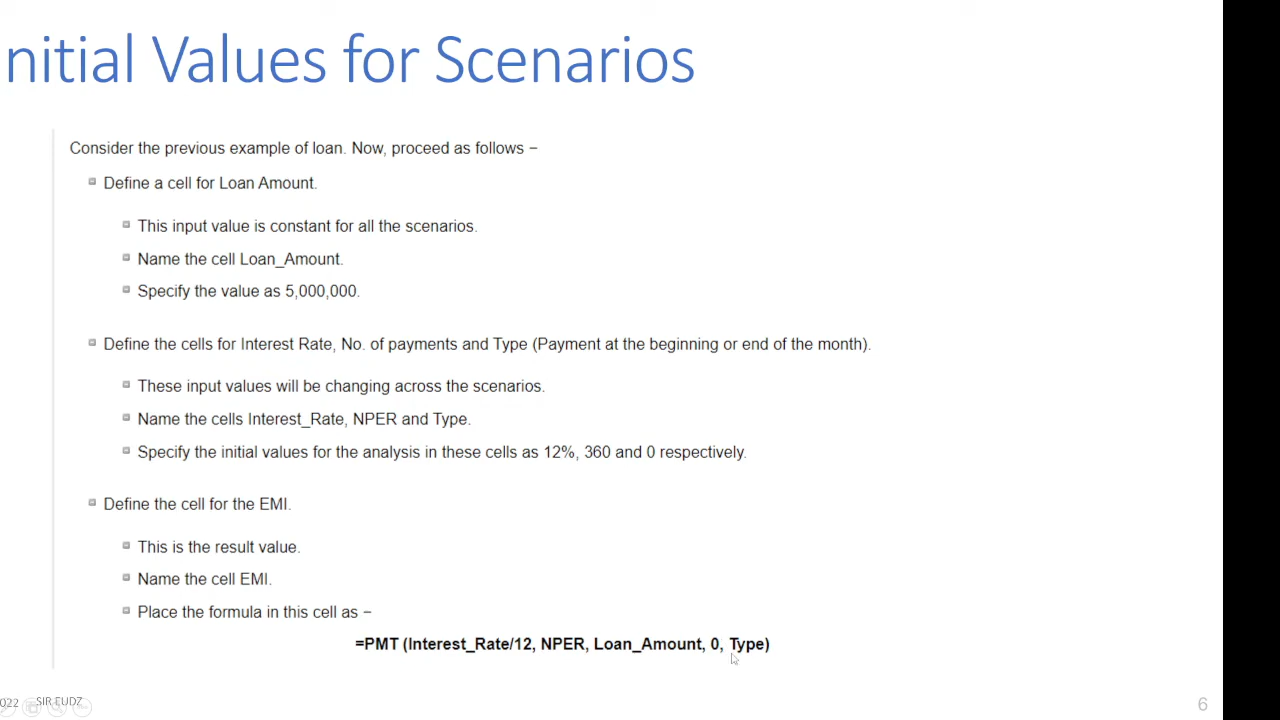 nitial Values for Scenarios
Consider the previous example of loan. Now, proceed as follows −
Define a cell for Loan Amount.
This input value is constant for all the scenarios.
Name the cell Loan_Amount.
Specify the value as 5,000,000.
Define the cells for Interest Rate, No. of payments and Type (Payment at the beginning or end of the month).
These input values will be changing across the scenarios.
Name the cells Interest_Rate, NPER and Type.
Specify the initial values for the analysis in these cells as 12%, 360 and 0 respectively.
Define the cell for the EMI.
This is the result value.
Name the cell EMI.
Place the formula in this cell as −
=PMT (Interest_Rate/12, NPER, Loan_Amount, 0, Type)
022 SIR EUDZ
6